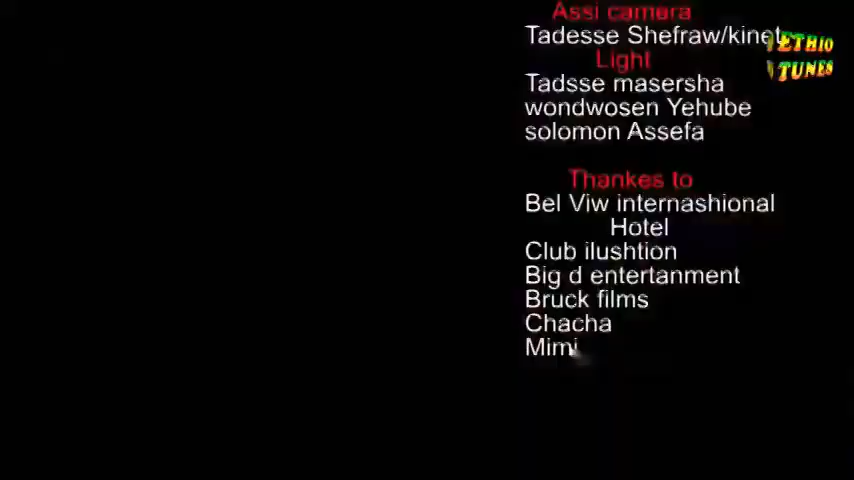 Assi camera
Tadesse Shefraw/kinet
Light
Tadsse masersha
wondwosen Yehube
solomon Assefa
Thankes to
Bel Viw internashional
Hotel
Club ilushtion
Big d entertanment
Bruck films
Chacha
Mimi
ETHIO
TUNES